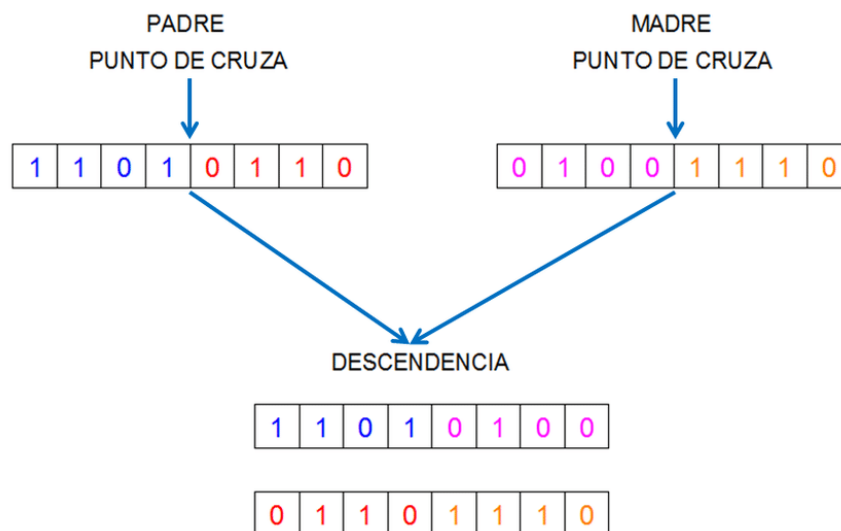 PADRE
PUNTO DE CRUZA
MADRE
PUNTO DE CRUZA
1 1 0 1 0 1 1 0
0 1 0 0 1 1 1 0
DESCENDENCIA
1 1 0 1 0 1 0 0
0 1 1 0 1 1 1 0